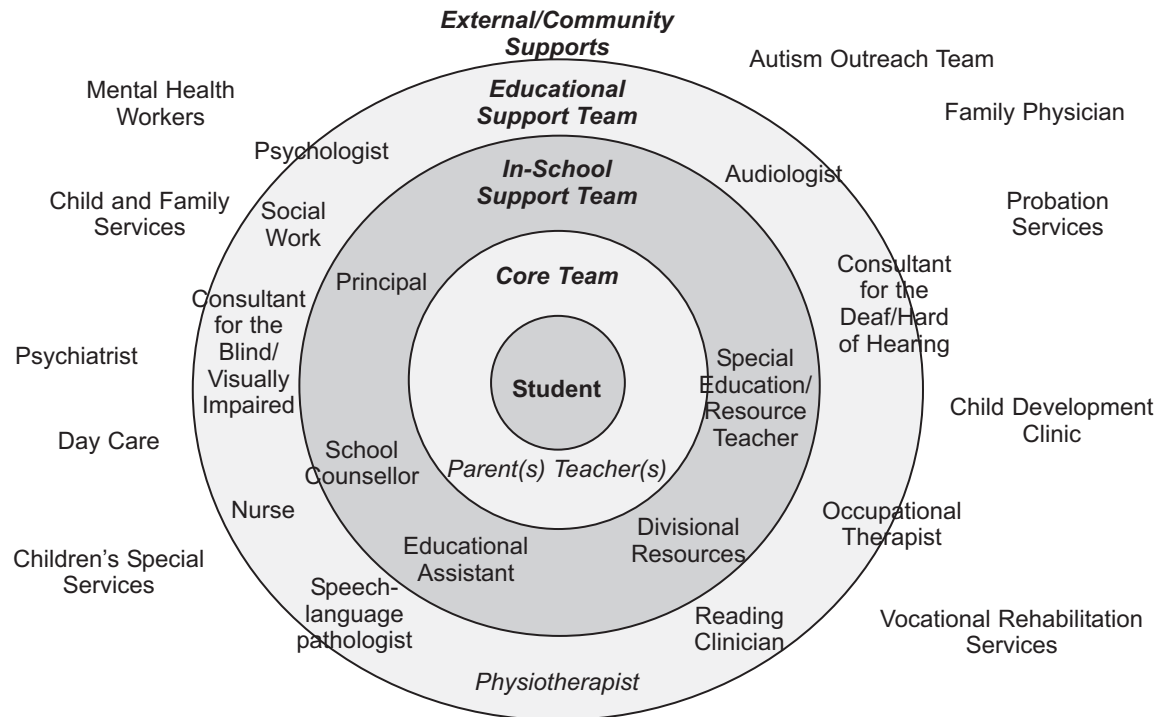 External/Community
Supports
Autism Outreach Team
Educational
Support Team
Mental Health
Workers
Family Physician
Psychologist
In-School
Support Team
Audiologist
Child and Family
Services
Social
Work
Probation
Services
Principal
Core Team
Consultant
for the
Deaf/Hard
of Hearing
Consultant
for the
Blind/
Visually
Impaired
Psychiatrist
Student
Special
Education/
Resource
Teacher
Child Development
Clinic
Day Care
School
Counsellor
Parent(s) Teacher(s)
Nurse
Occupational
Therapist
Divisional
Resources
Educational
Assistant
Children's Special
Services
Speech-
language
pathologist
Reading
Clinician
Vocational Rehabilitation
Services
Physiotherapist